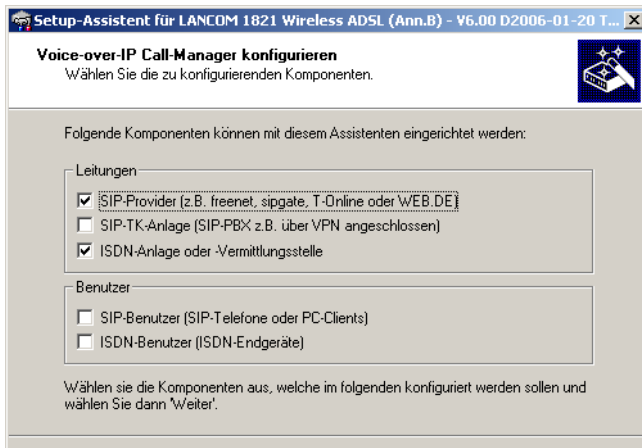 Setup-Assistent für LANCOM 1821 Wireless ADSL (Ann.B) - V6.00 D2006-01-20 T...
Voice-over-IP Call-Manager konfigurieren
Wählen Sie die zu konfigurierenden Komponenten.
Folgende Komponenten können mit diesem Assistenten eingerichtet werden:
Leitungen
SIP-Provider (z.B. freenet, sipgate, T-Online oder WEB.DE)
SIP-TK-Anlage (SIP-PBX z.B. über VPN angeschlossen)
ISDN-Anlage oder -Vermittlungsstelle
Benutzer
SIP-Benutzer (SIP-Telefone oder PC-Clients)
ISDN-Benutzer (ISDN-Endgeräte)
Wählen sie die Komponenten aus, welche im folgenden konfiguriert werden sollen und
wählen Sie dann 'Weiter'.